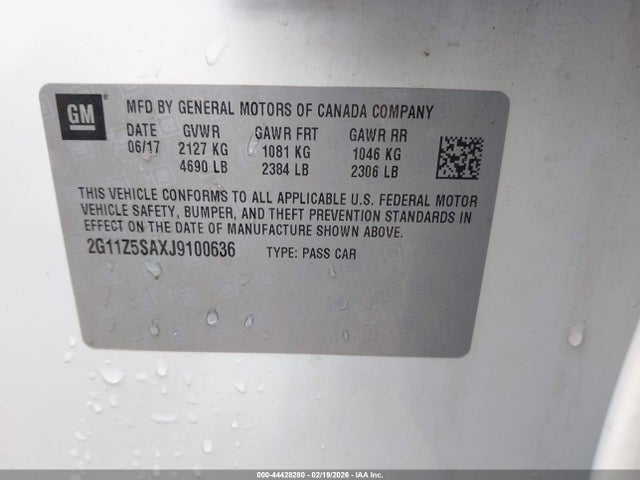 GM
MFD BY GENERAL MOTORS OF CANADA COMPANY
DATE GVWR GAWR FRT GAWR RR
06/17 2127 KG 1081 KG 1046 KG
4690 LB 2384 LB 2306 LB
THIS VEHICLE CONFORMS TO ALL APPLICABLE U.S. FEDERAL MOTOR
VEHICLE SAFETY, BUMPER, AND THEFT PREVENTION STANDARDS IN
EFFECT ON THE DATE OF MANUFACTURE SHOWN ABOVE.
2G11Z5SAXJ9100636 TYPE: PASS CAR
000-44428260 - 02/19/2026 - IAA Inc.